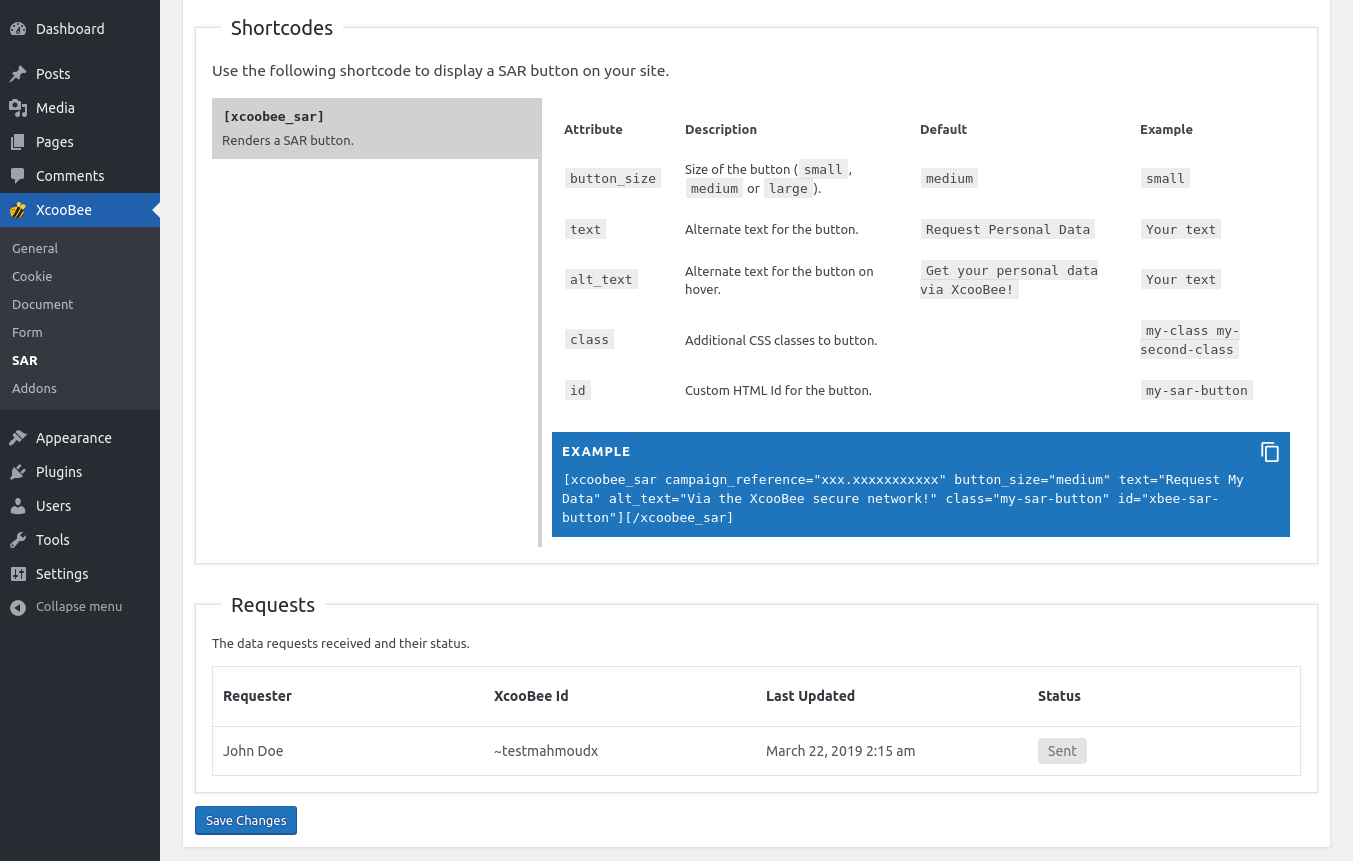 Dashboard
Posts
Media
Pages
Comments
XcooBee
General
Cookie
Document
Form
SAR
Addons
Appearance
Plugins
Users
Tools
Settings
Collapse menu
Shortcodes
Use the following shortcode to display a SAR button on your site.
[xcoobee_sar]
Renders a SAR button.
Attribute Description Default Example
button_size Size of the button ( small , medium small
medium or large ).
text Alternate text for the button. Request Personal Data Your text
alt_text Alternate text for the button on Get your personal data Your text
hover. via XcooBee!
class Additional CSS classes to button. my-class my-
second-class
id Custom HTML Id for the button. my-sar-button
EXAMPLE
[xcoobee_sar campaign_reference="xxx.xxxxxxxxxxx" button_size="medium" text="Request My
Data" alt_text="Via the XcooBee secure network!" class="my-sar-button" id="xbee-sar-
button"][/xcoobee_sar]
Requests
The data requests received and their status.
Requester XcooBee Id Last Updated Status
John Doe ~testmahmoudx March 22, 2019 2:15 am Sent
Save Changes